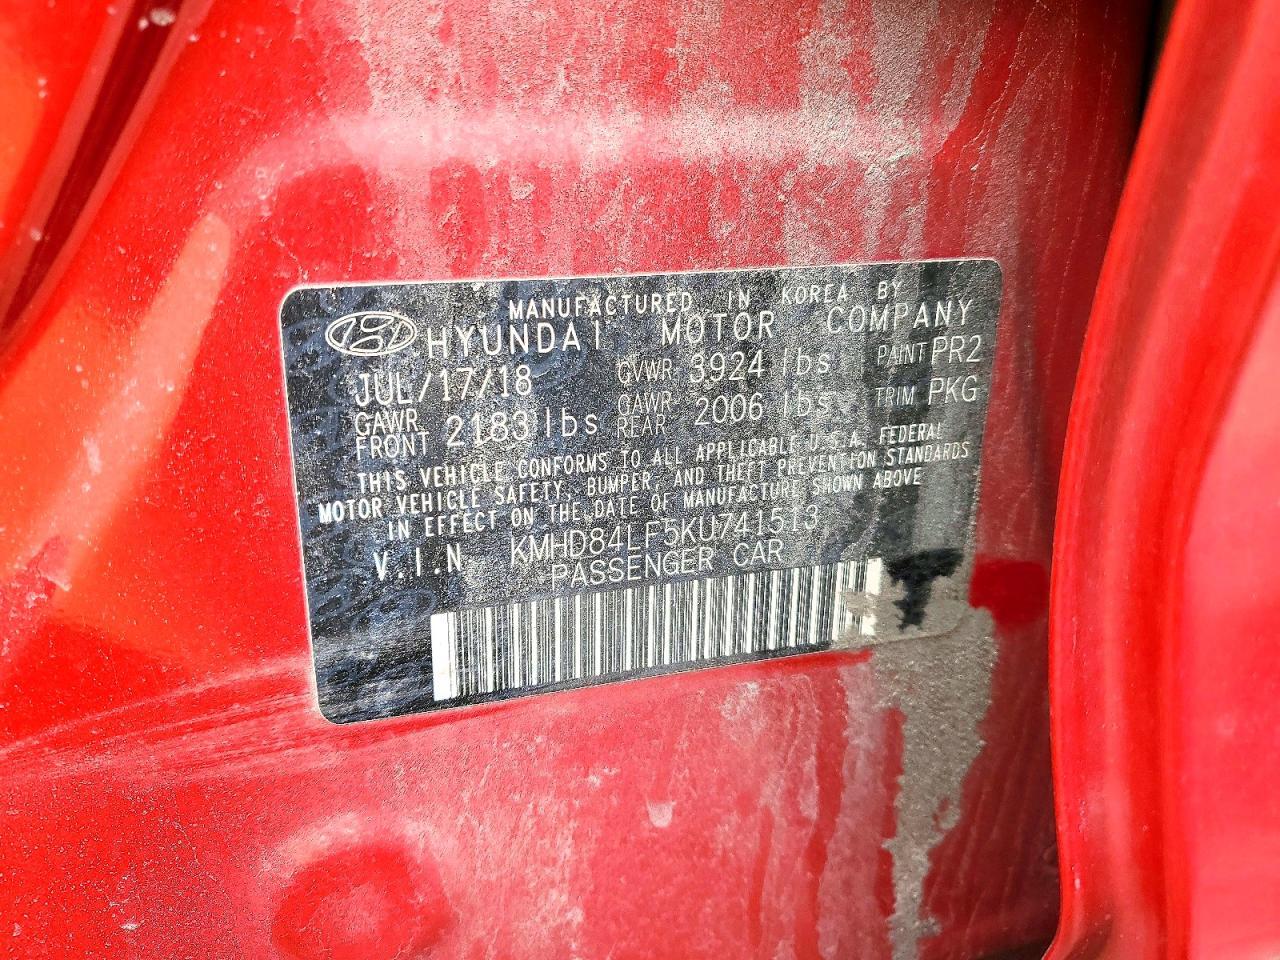 MANUFACTURED IN KOREA BY
HYUNDAI MOTOR COMPANY
JUL/17/18 GVWR 3924 lbs PAINT PR2
GAWR FRONT 2183 lbs GAWR REAR 2006 lbs TRIM PKG
THIS VEHICLE CONFORMS TO ALL APPLICABLE U.S.A. FEDERAL
MOTOR VEHICLE SAFETY, BUMPER, AND THEFT PREVENTION STANDARDS
IN EFFECT ON THE DATE OF MANUFACTURE SHOWN ABOVE
V.I.N KMHD84LF5KU741513
PASSENGER CAR